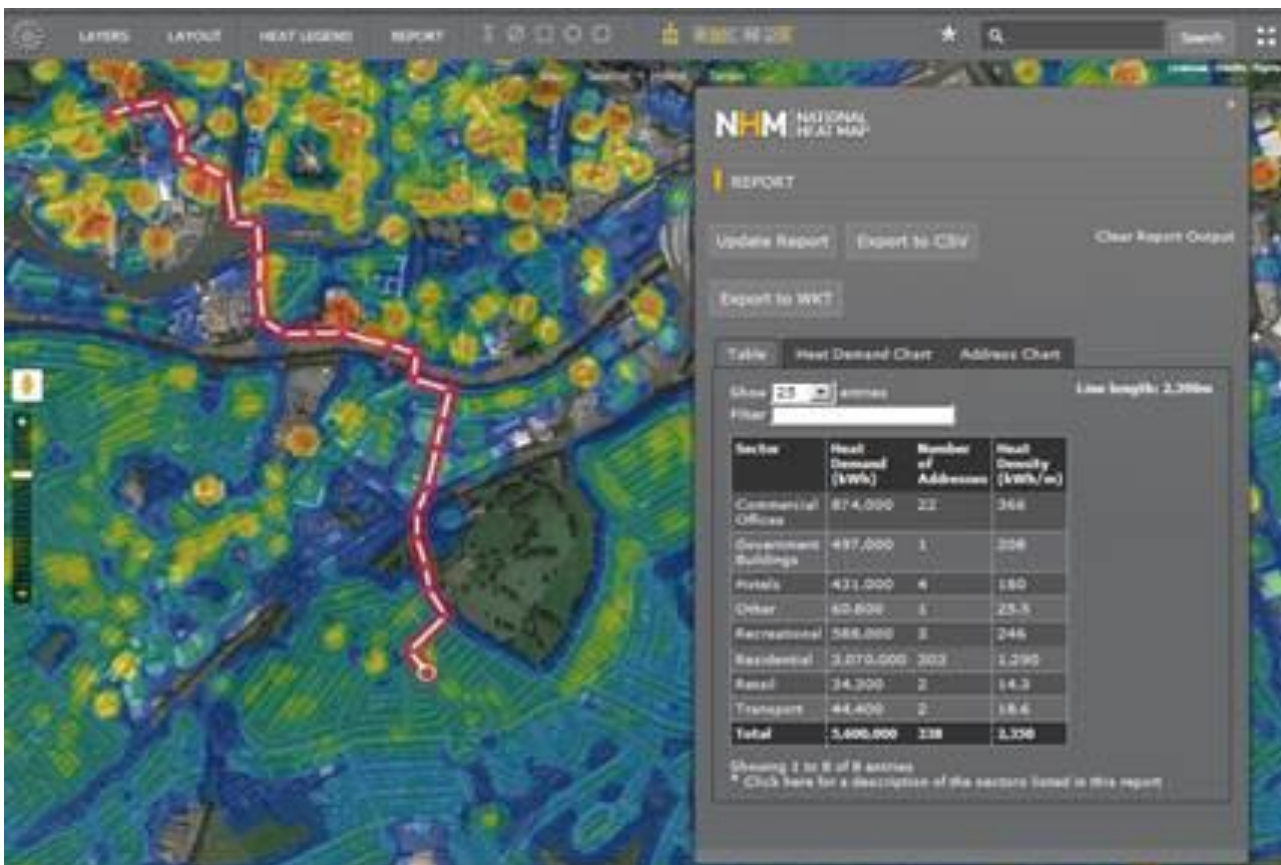 LAYERS LAYOUT HEAT LEGEND REPORT Search
NHM NATIONAL HEAT MAP
REPORT
Update Report Export to CSV Clear Report Output
Export to WKT
Table Heat Demand Chart Address Chart
Show 25 entries
Filter
Sector Heat Demand (kWh) Number of Addresses Heat Density (kWh/m)
Commercial Offices 874,000 22 366
Government Buildings 497,000 1 208
Hotels 431,000 4 180
Other 60,800 1 25.5
Recreational 588,000 3 246
Residential 3,070,000 303 1,290
Retail 34,200 2 14.3
Transport 44,400 2 18.6
Total 5,600,000 338 2,350
Showing 1 to 8 of 8 entries
* Click here for a description of the sectors listed in this report